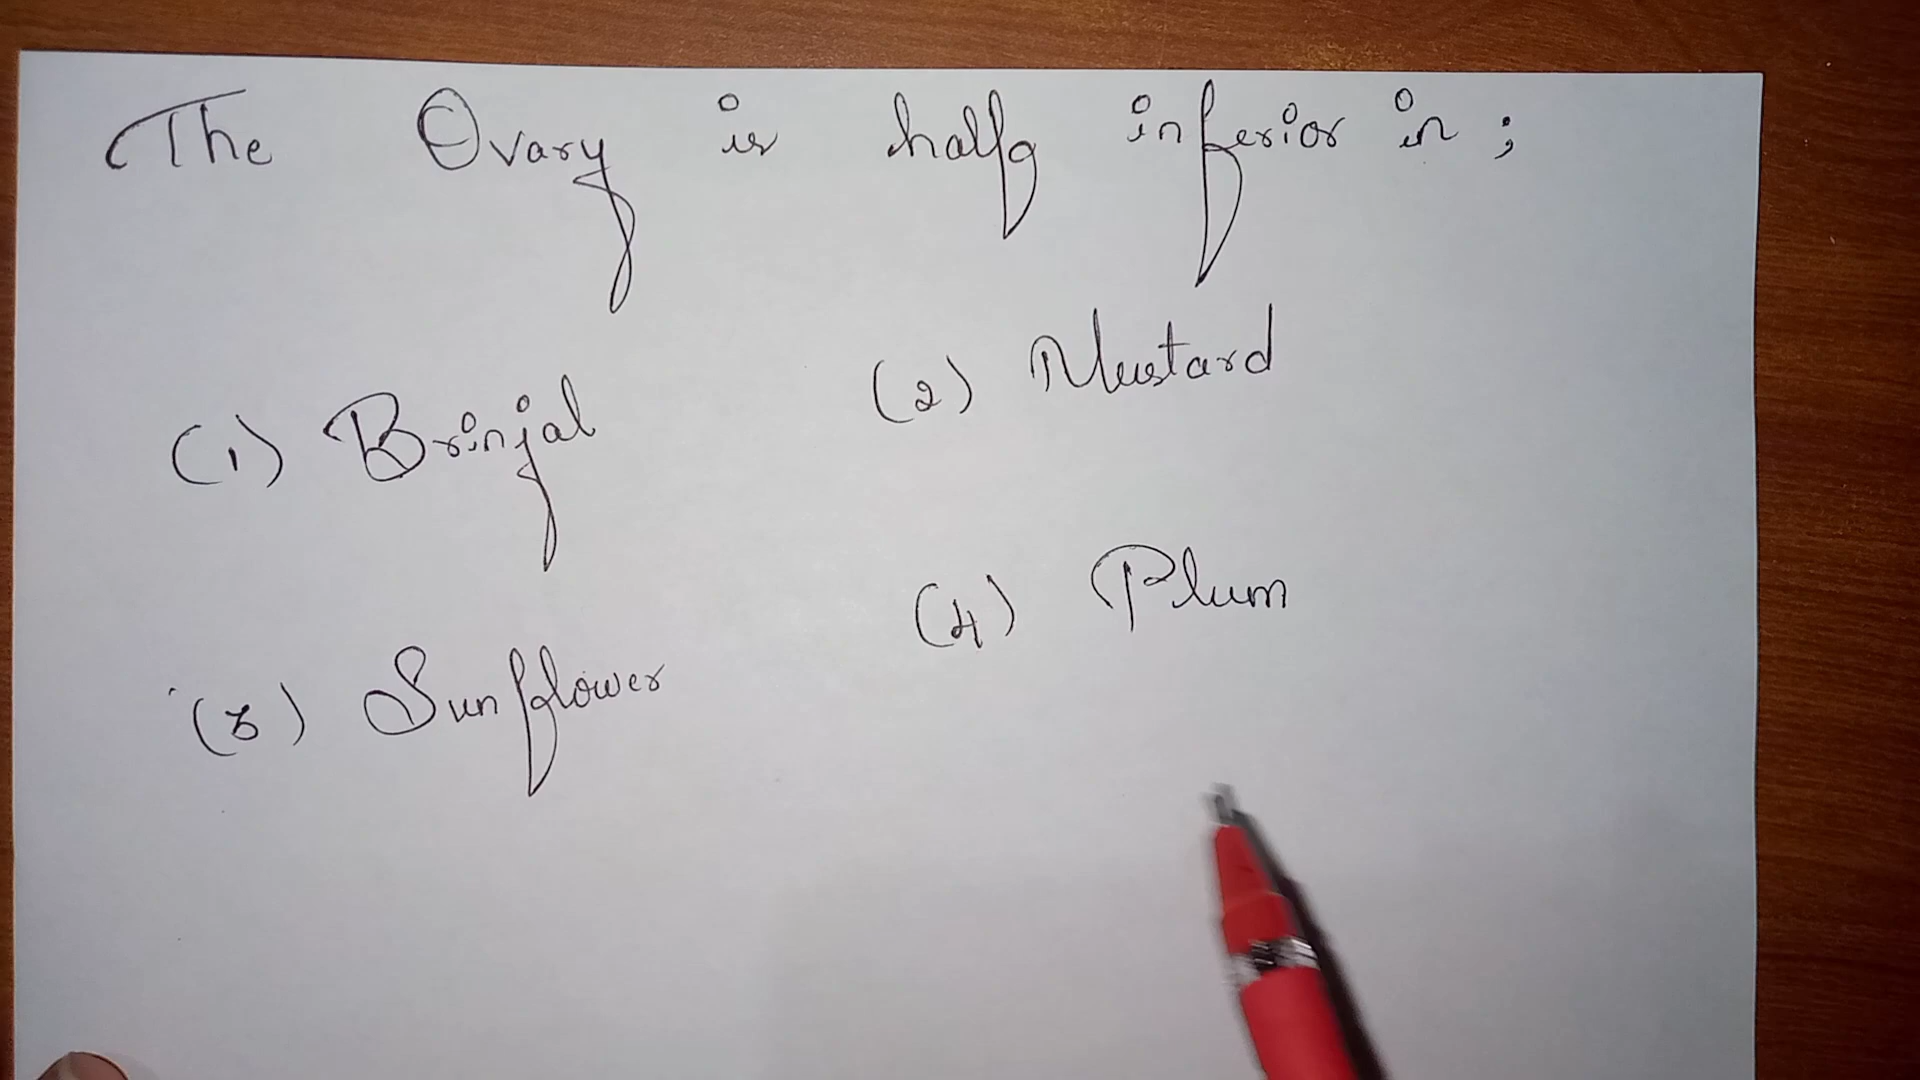 The Ovary is half inferior in ;
(1) Brinjal (2) Mustard
(3) Sunflower (4) Plum